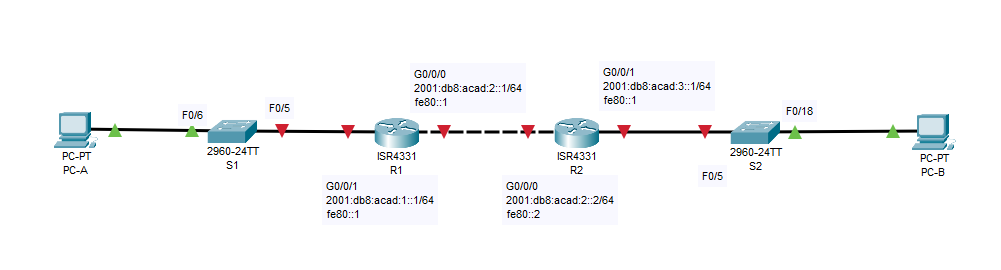 G0/0/0
2001:db8:acad:2::1/64
fe80::1
G0/0/1
2001:db8:acad:3::1/64
fe80::1
F0/6
F0/5
F0/18
PC-PT
PC-A
2960-24TT
S1
ISR4331
R1
ISR4331
R2
2960-24TT
S2
PC-PT
PC-B
F0/5
G0/0/1
2001:db8:acad:1::1/64
fe80::1
G0/0/0
2001:db8:acad:2::2/64
fe80::2